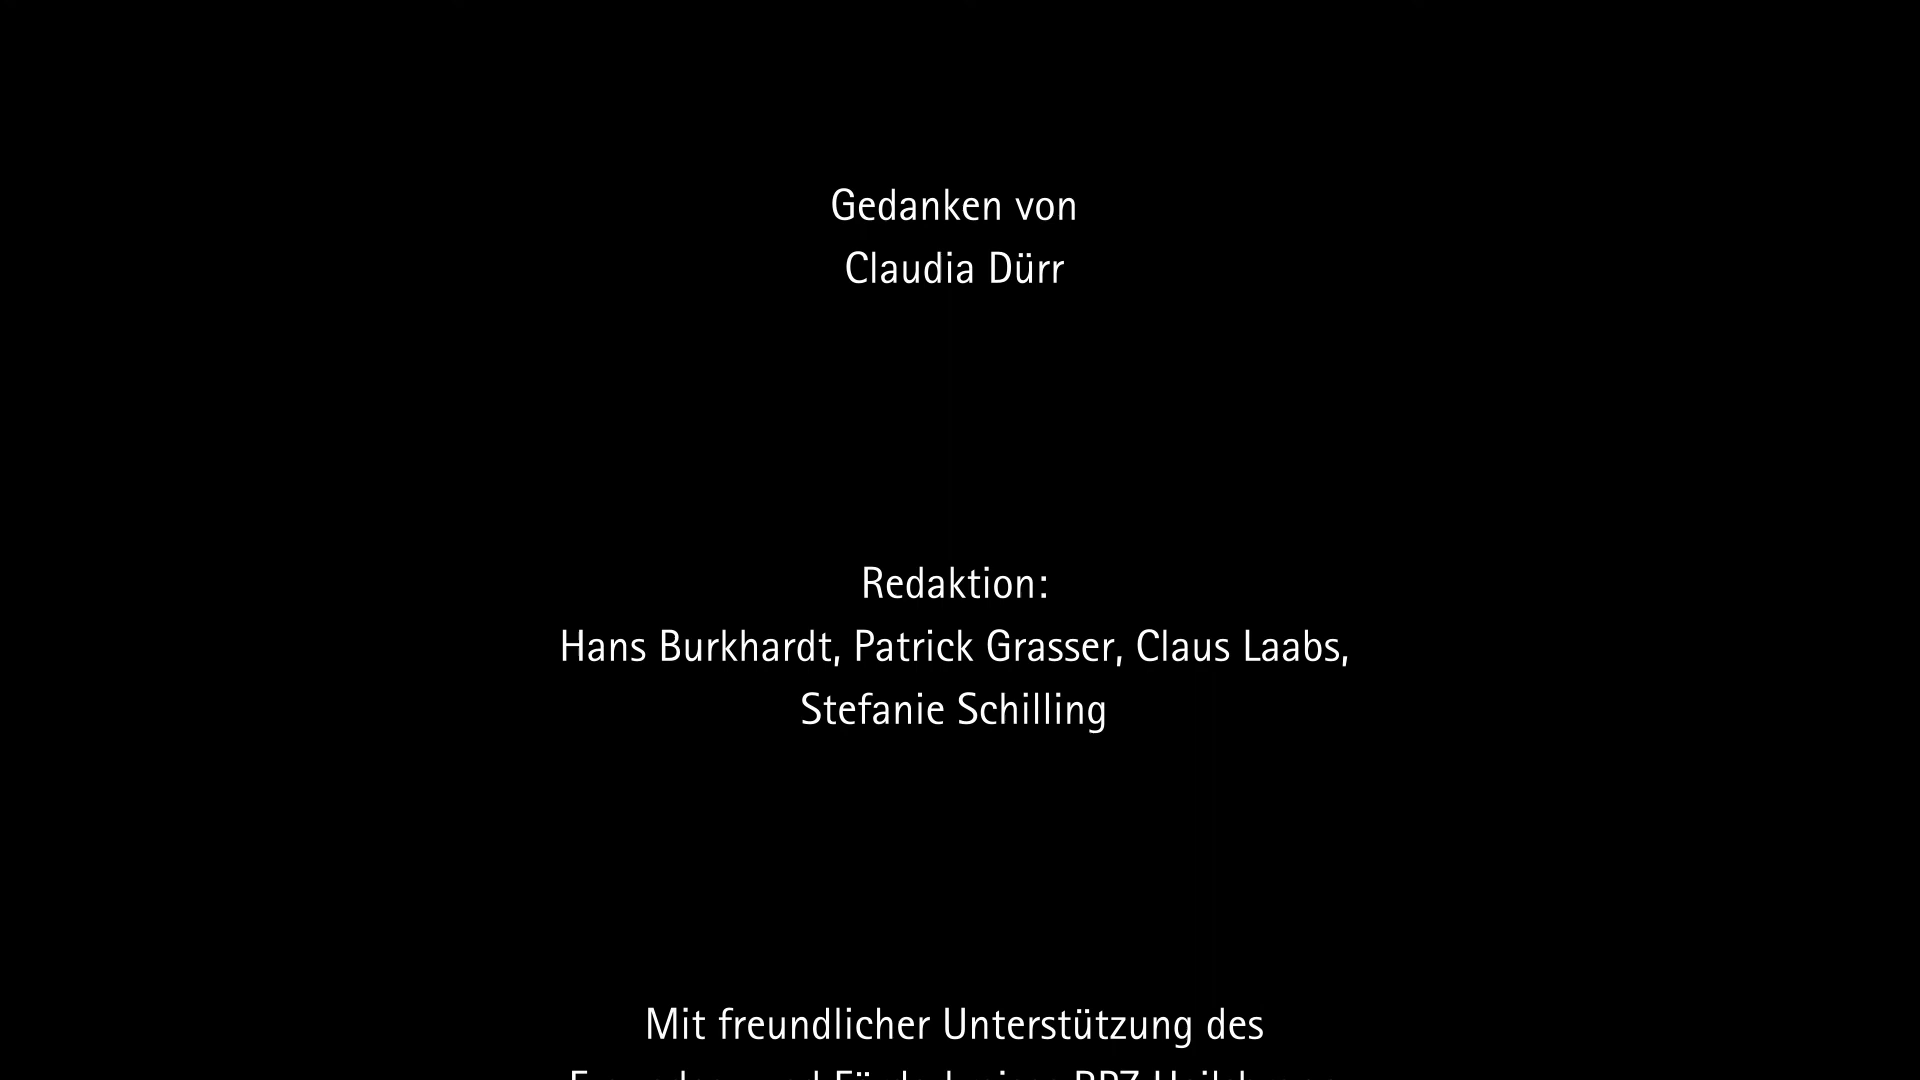 Gedanken von
Claudia Dürr
Redaktion:
Hans Burkhardt, Patrick Grasser, Claus Laabs,
Stefanie Schilling
Mit freundlicher Unterstützung des